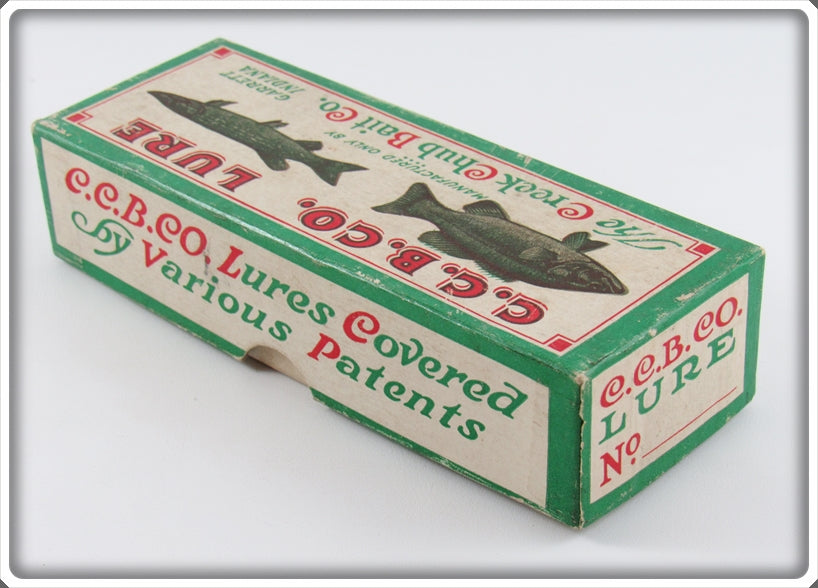 The Creek Chub Bait Co.
MANUFACTURED ONLY BY
GARRETT
INDIANA
C.C.B.CO. LURE
C.C.B.CO. Lures Covered
by Various Patents
C.C.B.CO.
LURE
No